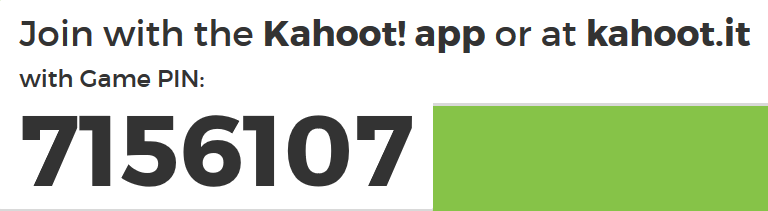 Join with the Kahoot! app or at kahoot.it
with Game PIN:
7156107